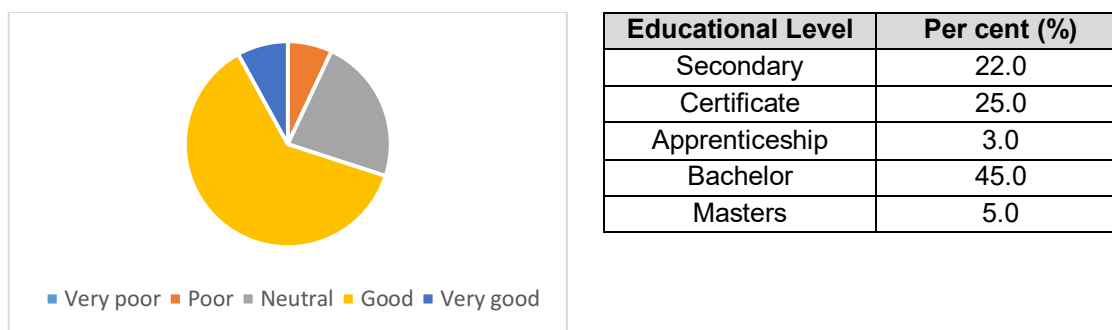 Very poor Poor Neutral Good Very good
Educational Level Per cent (%)
Secondary 22.0
Certificate 25.0
Apprenticeship 3.0
Bachelor 45.0
Masters 5.0